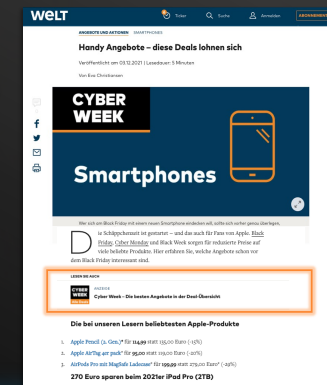 WELT
Ticker
Suche
Anmelden
ABONNEMENT
ANGEBOTE UND AKTIONEN SMARTPHONES
Handy Angebote – diese Deals lohnen sich
Veröffentlicht am 03.12.2021 | Lesedauer: 5 Minuten
Von Eva Christiansen
CYBER
WEEK
Smartphones
Wer sich am Black Friday mit einem neuen Smartphone eindecken will, sollte sich vorher genau überlegen,
Die Schäppchenzeit ist gestartet – und das auch für Fans von Apple. Black
Friday, Cyber Monday und Black Week sorgen für reduzierte Preise auf
viele beliebte Produkte. Hier erfahren Sie, welche Angebote schon vor
dem Black Friday interessant sind.
LESEN SIE AUCH
CYBER
WEEK
ANZEIGE
Cyber Week – Die besten Angebote in der Deal-Übersicht
Die bei unseren Lesern beliebtesten Apple-Produkte
1. Apple Pencil (2. Gen.)* für 114,99 statt 135,00 Euro (-15%)
2. Apple AirTag 4er pack* für 95,00 statt 119,00 Euro (-20%)
3. AirPods Pro mit MagSafe Ladecase* für 199,99 statt 279,00 Euro* (-29%)
270 Euro sparen beim 2021er iPad Pro (2TB)